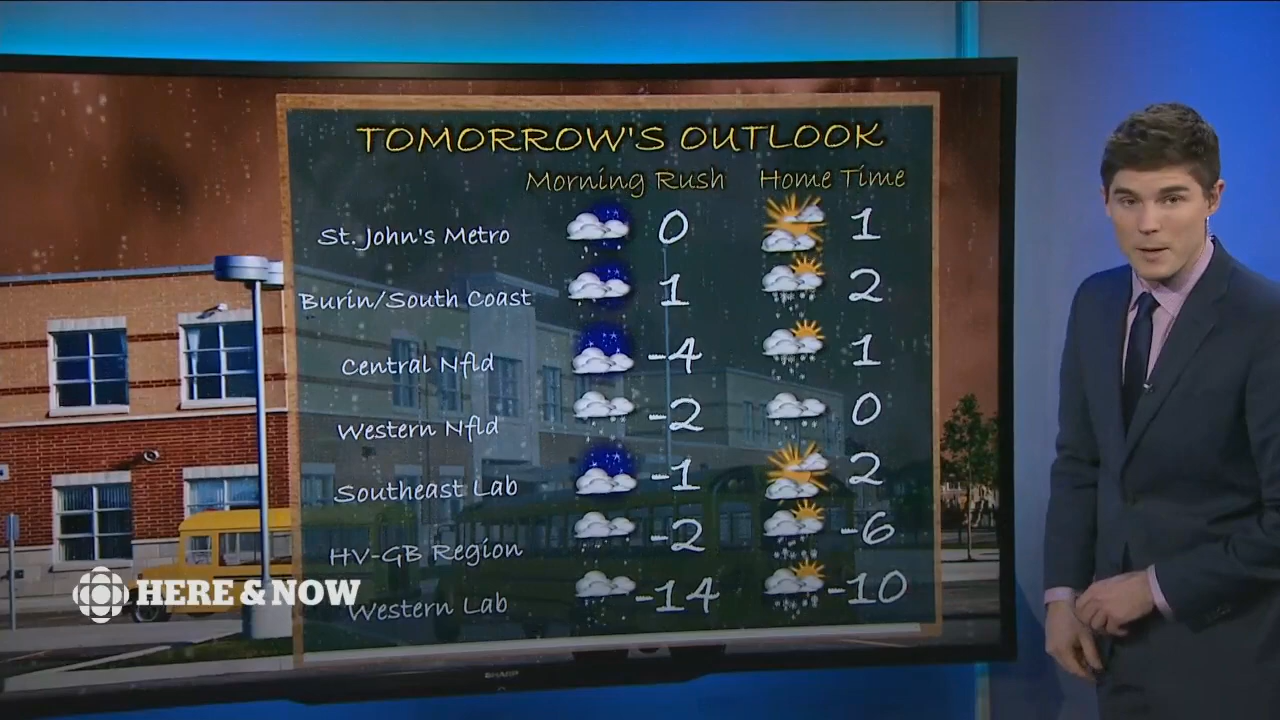 TOMORROW'S OUTLOOK
Morning Rush Home Time
St. John's Metro 0 1
Burin/South Coast 1 2
Central Nfld -4 1
Western Nfld -2 0
Southeast Lab -1 2
HV-GB Region -2 -6
Western Lab -14 -10
HERE & NOW
SHARP